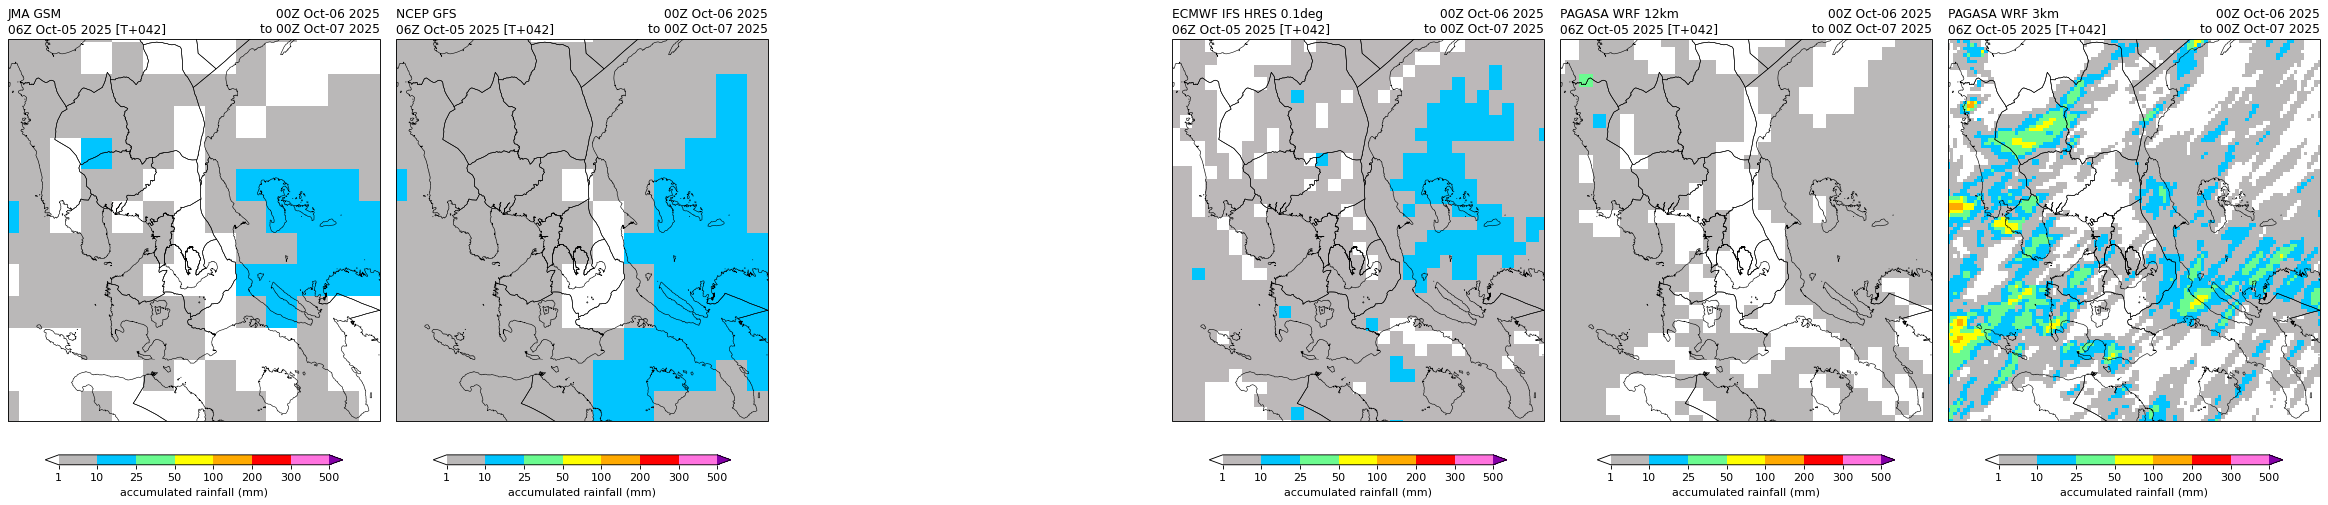 JMA GSM
00Z Oct-06 2025
06Z Oct-05 2025 [T+042]
to 00Z Oct-07 2025
NCEP GFS
00Z Oct-06 2025
06Z Oct-05 2025 [T+042]
to 00Z Oct-07 2025
ECMWF IFS HRES 0.1deg
00Z Oct-06 2025
06Z Oct-05 2025 [T+042]
to 00Z Oct-07 2025
PAGASA WRF 12km
00Z Oct-06 2025
06Z Oct-05 2025 [T+042]
to 00Z Oct-07 2025
PAGASA WRF 3km
00Z Oct-06 2025
06Z Oct-05 2025 [T+042]
to 00Z Oct-07 2025
1 10 25 50 100 200 300 500
accumulated rainfall (mm)
1 10 25 50 100 200 300 500
accumulated rainfall (mm)
1 10 25 50 100 200 300 500
accumulated rainfall (mm)
1 10 25 50 100 200 300 500
accumulated rainfall (mm)
1 10 25 50 100 200 300 500
accumulated rainfall (mm)